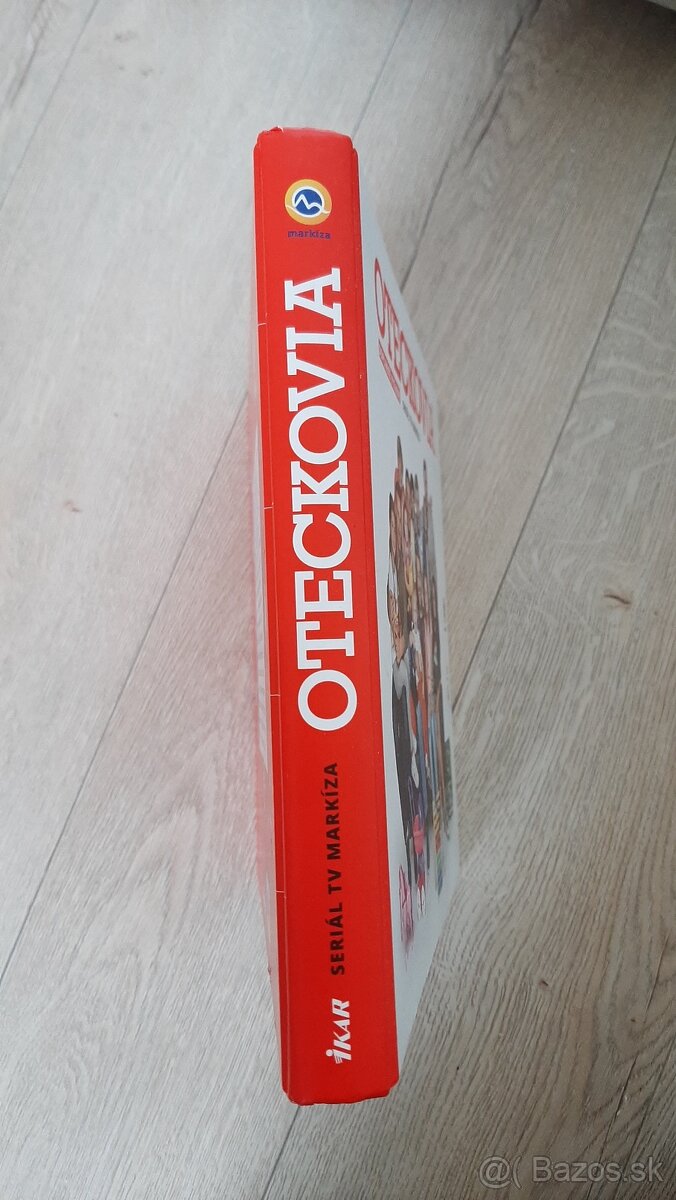 markíza
OTECKOVIA
SERIÁL TV MARKÍZA
iKAR
OTECKOVIA
@( Bazos.sk